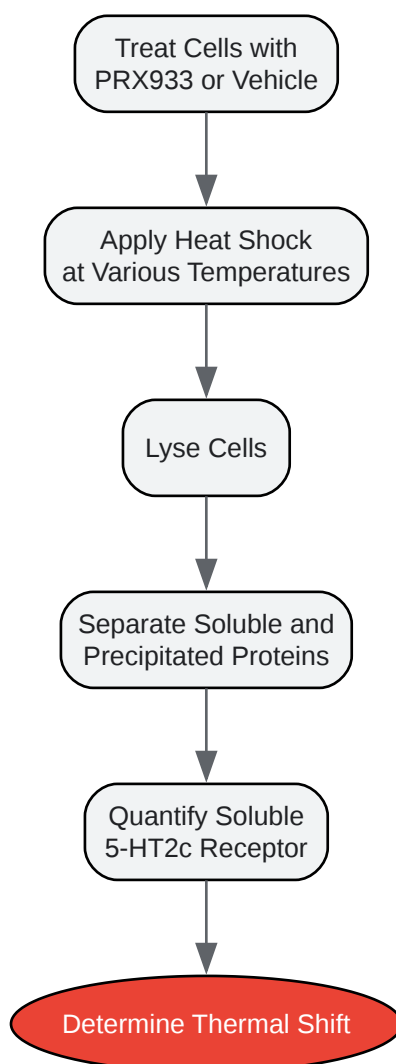 Treat Cells with
PRX933 or Vehicle
Apply Heat Shock
at Various Temperatures
Lyse Cells
Separate Soluble and
Precipitated Proteins
Quantify Soluble
5-HT2c Receptor
Determine Thermal Shift